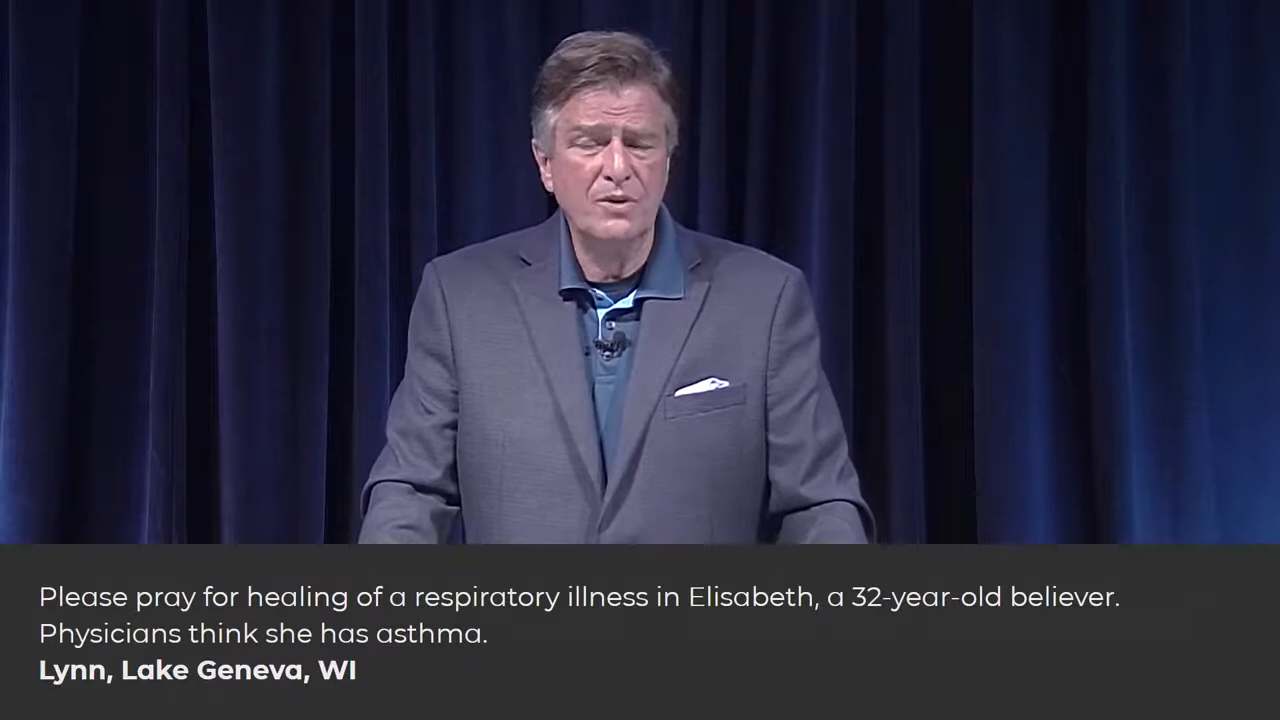 Please pray for healing of a respiratory illness in Elisabeth, a 32-year-old believer.
Physicians think she has asthma.
Lynn, Lake Geneva, WI